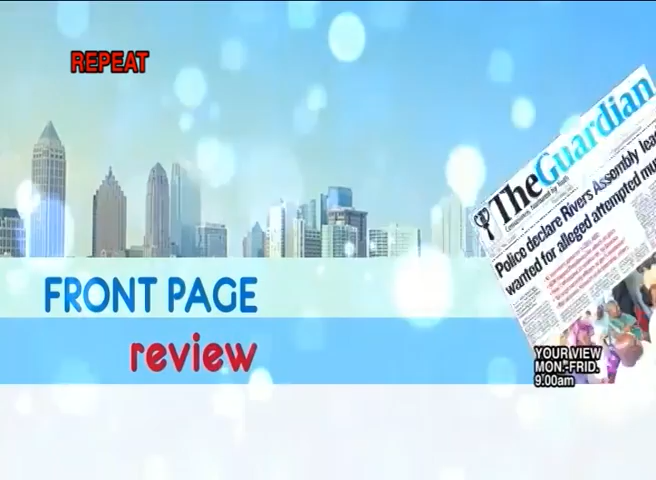 REPEAT
TheGuardian
Police declare Rivers Assembly
wanted for alleged attempted
FRONT PAGE
review
YOUR VIEW
MON.-FRID.
9.00am